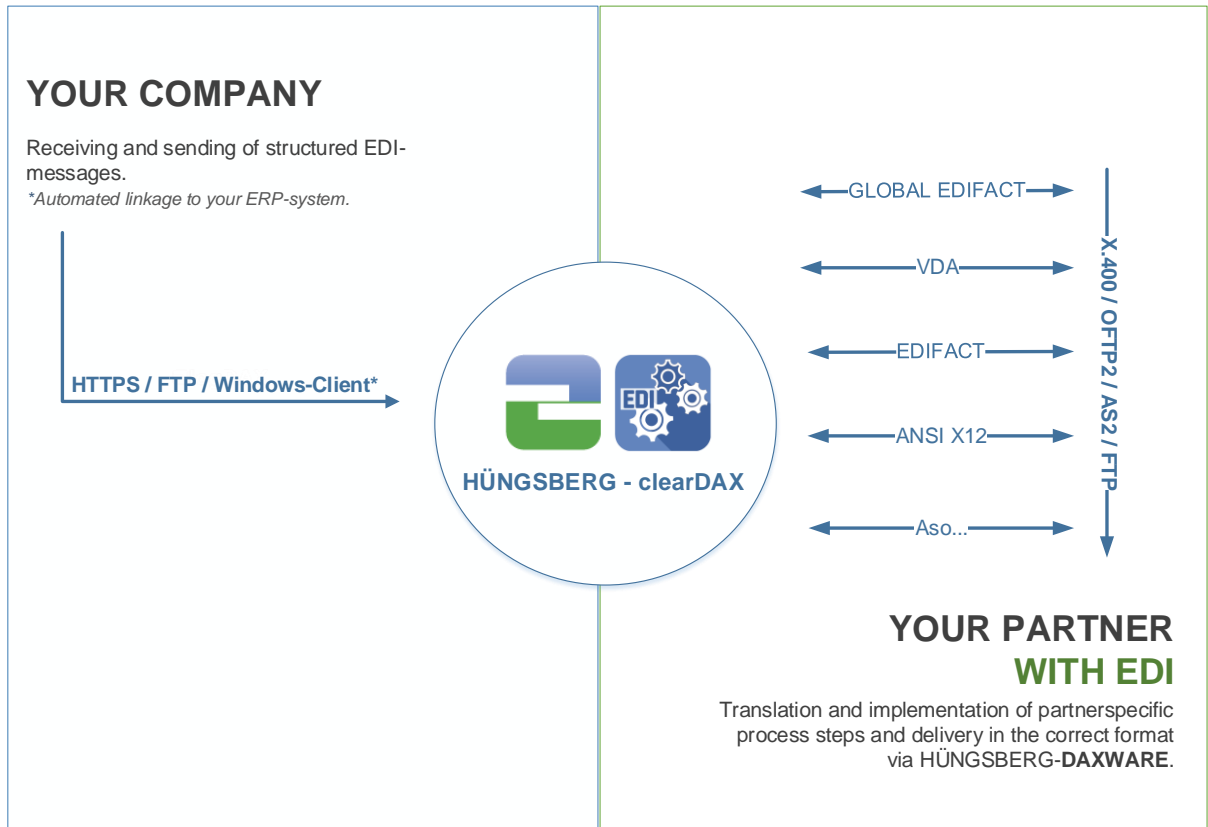 YOUR COMPANY
Receiving and sending of structured EDI-
messages.
*Automated linkage to your ERP-system.
HTTPS / FTP / Windows-Client*
EDI
HÜNGSBERG - clearDAX
GLOBAL EDIFACT
VDA
EDIFACT
ANSI X12
Aso...
X.400 / OFTP2 / AS2 / FTP
YOUR PARTNER
WITH EDI
Translation and implementation of partnerspecific
process steps and delivery in the correct format
via HÜNGSBERG-DAXWARE.